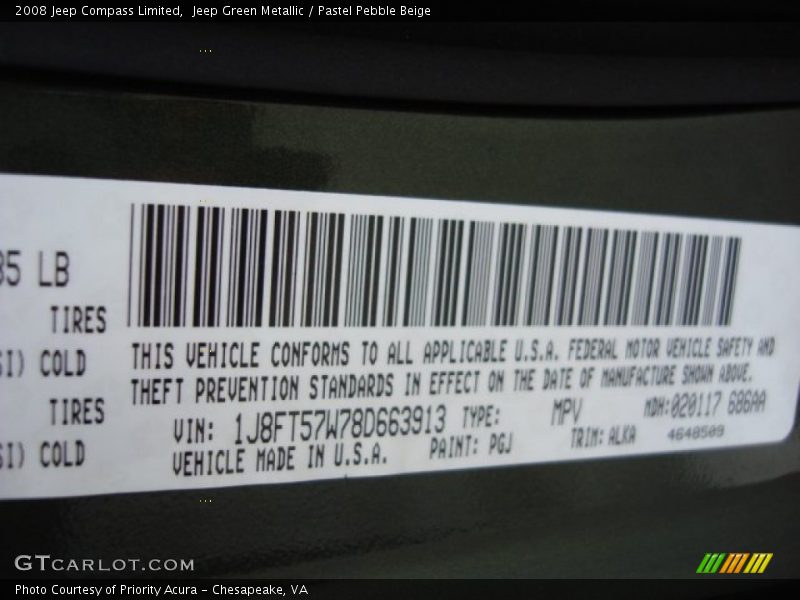 2008 Jeep Compass Limited,  Jeep Green Metallic / Pastel Pebble Beige
85 LB
TIRES
SI) COLD
TIRES
SI) COLD
THIS VEHICLE CONFORMS TO ALL APPLICABLE U.S.A. FEDERAL MOTOR VEHICLE SAFETY AND
THEFT PREVENTION STANDARDS IN EFFECT ON THE DATE OF MANUFACTURE SHOWN ABOVE.
VIN: 1J8FT57W78D663913 TYPE: MPV MDH:020117 686AA
VEHICLE MADE IN U.S.A. PAINT: PGJ TRIM: ALKA 4648509
GTCARLOT.COM
Photo Courtesy of Priority Acura – Chesapeake, VA